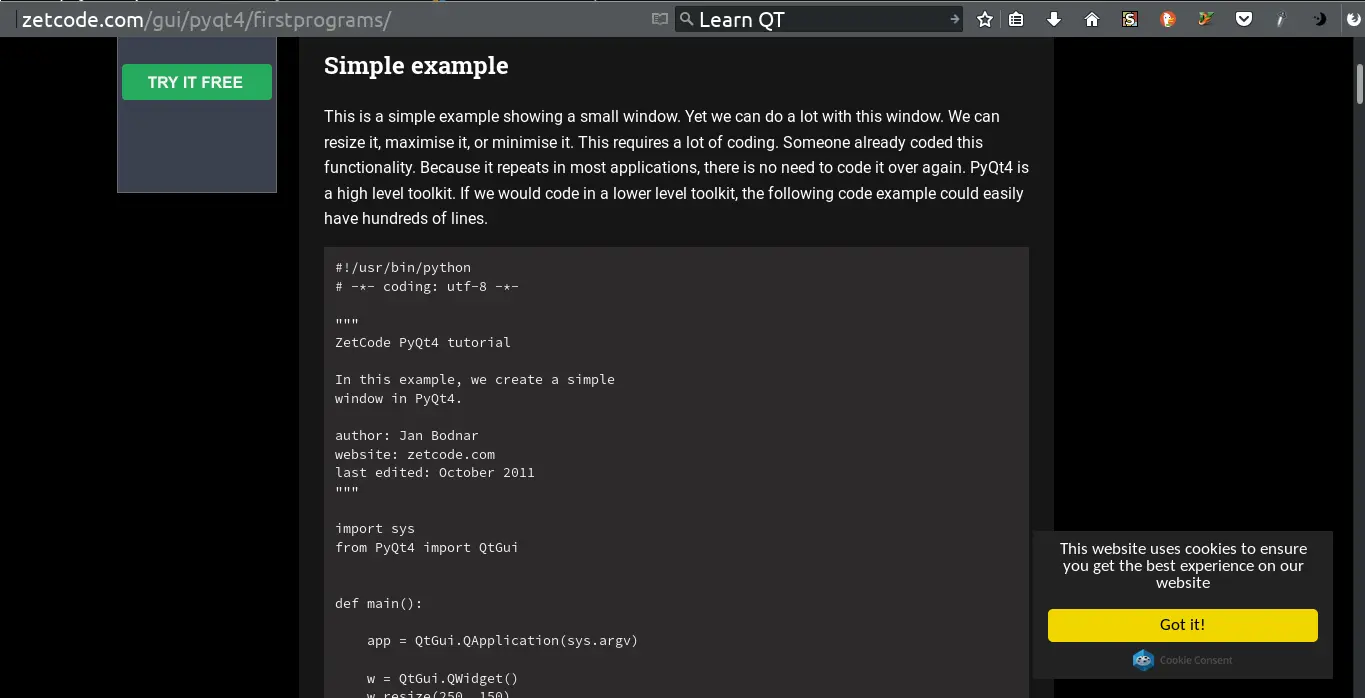 zetcode.com/gui/pyqt4/firstprograms/
Learn QT
TRY IT FREE
Simple example
This is a simple example showing a small window. Yet we can do a lot with this window. We can
resize it, maximise it, or minimise it. This requires a lot of coding. Someone already coded this
functionality. Because it repeats in most applications, there is no need to code it over again. PyQt4 is
a high level toolkit. If we would code in a lower level toolkit, the following code example could easily
have hundreds of lines.
#!/usr/bin/python
# -*- coding: utf-8 -*-
"""
ZetCode PyQt4 tutorial
In this example, we create a simple
window in PyQt4.
author: Jan Bodnar
website: zetcode.com
last edited: October 2011
"""
import sys
from PyQt4 import QtGui
def main():
app = QtGui.QApplication(sys.argv)
w = QtGui.QWidget()
w.resize(250, 150)
This website uses cookies to ensure
you get the best experience on our
website
Got it!
Cookie Consent